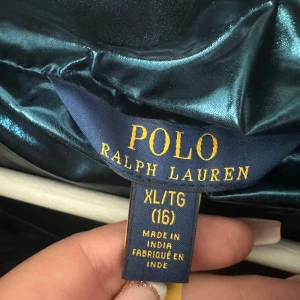 POLO
RALPH LAUREN
XL/TG
(16)
MADE IN
INDIA
FABRIQUÉ EN
INDE